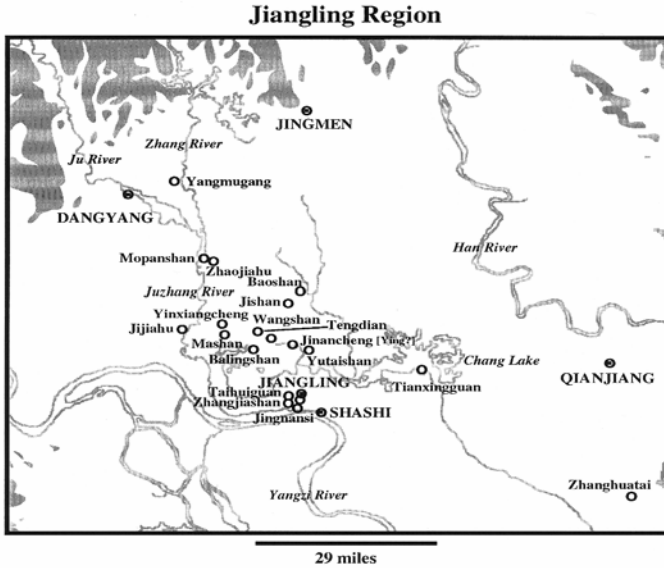 Jiangling Region
JINGMEN
Zhang River
Ju River
Yangmugang
DANGYANG
Han River
Mopanshan
Zhaojiahu
Baoshan
Juzhang River
Jishan
Yinxiangcheng
Wangshan
Tengdian
Jijiahu
Mashan
Jinancheng [Ying?]
Balingshan
Yutaishan
Chang Lake
QIANJIANG
Tianxingguan
JIANGLING
Taihuiguan
Zhangjiashan
SHASHI
Jingnansi
Zhanghuatai
Yangzi River
29 miles